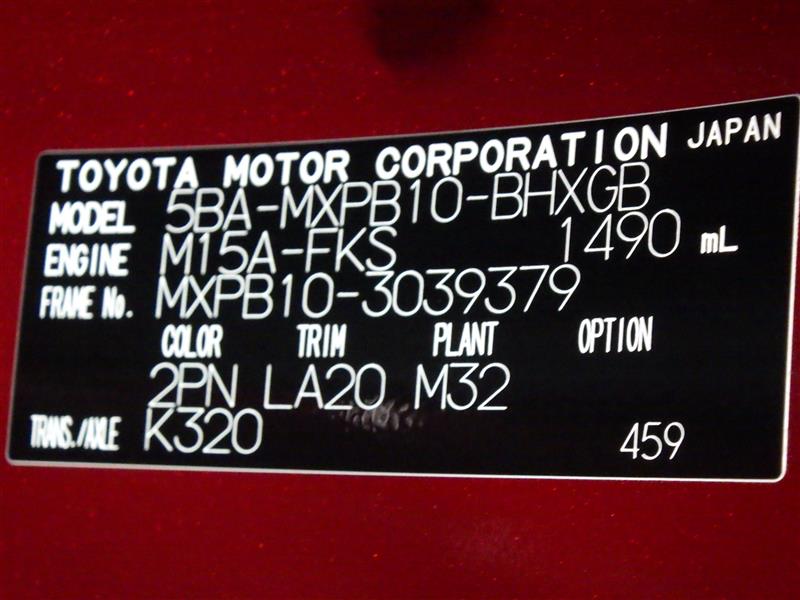 TOYOTA MOTOR CORPORATION JAPAN
MODEL 5BA-MXPB10-BHXGB
ENGINE M15A-FKS 1490 mL
FRAME No. MXPB10-3039379
COLOR TRIM PLANT OPTION
2PN LA20 M32
TRANS./AXLE K320 459